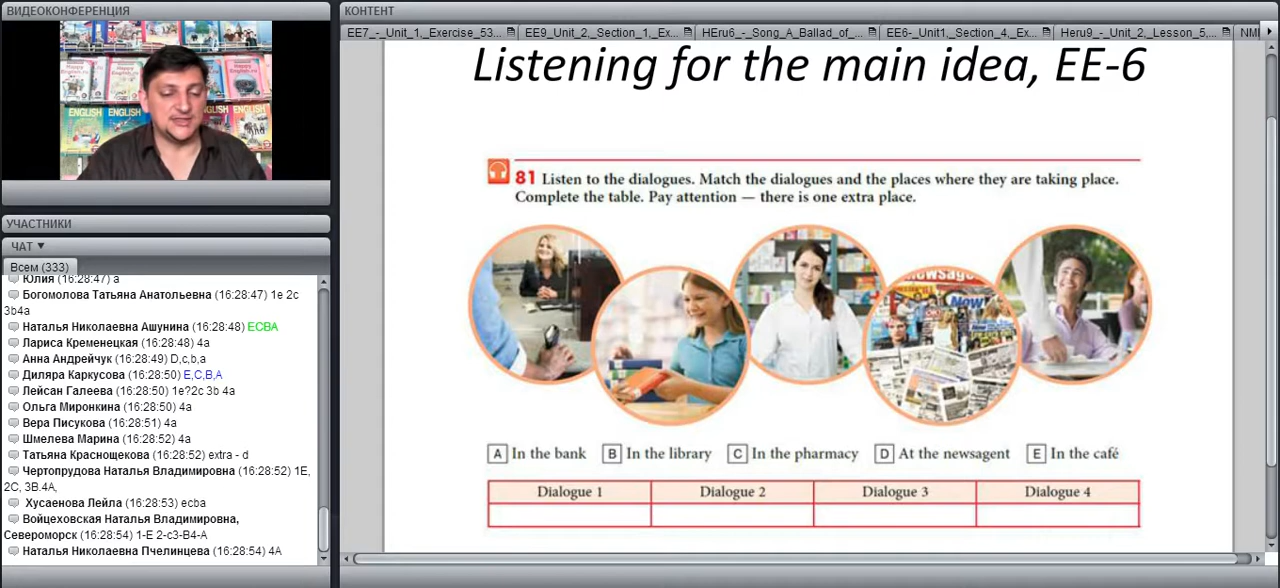 ВИДЕОКОНФЕРЕНЦИЯ
ENGLISH
ENGLISH
УЧАСТНИКИ
ЧАТ ▼
Всем (333)
Юлия (16:28:47) а
Богомолова Татьяна Анатольевна (16:28:47) 1е 2с
3b4a
Наталья Николаевна Ашунина (16:28:48) ECBA
Лариса Кременецкая (16:28:48) 4a
Анна Андрейчук (16:28:49) D,c,b,a
Диляра Каркусова (16:28:50) E,C,B,A
Лейсан Галеева (16:28:50) 1e?2c 3b 4a
Ольга Миронкина (16:28:50) 4a
Вера Писукова (16:28:51) 4a
Шмелева Марина (16:28:52) 4a
Татьяна Краснощекова (16:28:52) extra - d
Чертопрудова Наталья Владимировна (16:28:52) 1E,
2C, 3B.4A,
Хусаенова Лейла (16:28:53) ecba
Войцеховская Наталья Владимировна,
Североморск (16:28:54) 1-E 2-c3-B4-A
Наталья Николаевна Пчелинцева (16:28:54) 4A
КОНТЕНТ
EE7_-_Unit_1,_Exercise_53...
EE9_Unit_2,_Section_1,_Ex...
HEru6_-_Song_A_Ballad_of_...
EE6-_Unit1,_Section_4,_Ex...
Heru9_-_Unit_2,_Lesson_5,...
NMI
Listening for the main idea, EE-6
81 Listen to the dialogues. Match the dialogues and the places where they are taking place.
Complete the table. Pay attention — there is one extra place.
Now
A In the bank B In the library C In the pharmacy D At the newsagent E In the café
Dialogue 1 Dialogue 2 Dialogue 3 Dialogue 4